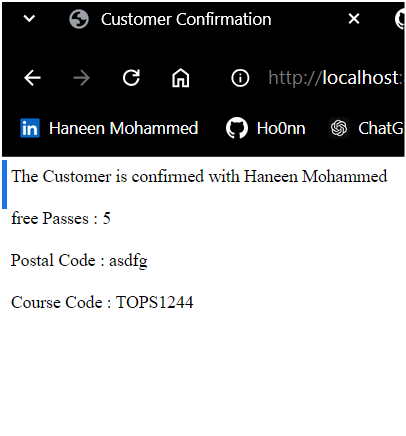 Customer Confirmation
http://localhost:
Haneen Mohammed
Ho0nn
ChatG
The Customer is confirmed with Haneen Mohammed
free Passes : 5
Postal Code : asdfg
Course Code : TOPS1244